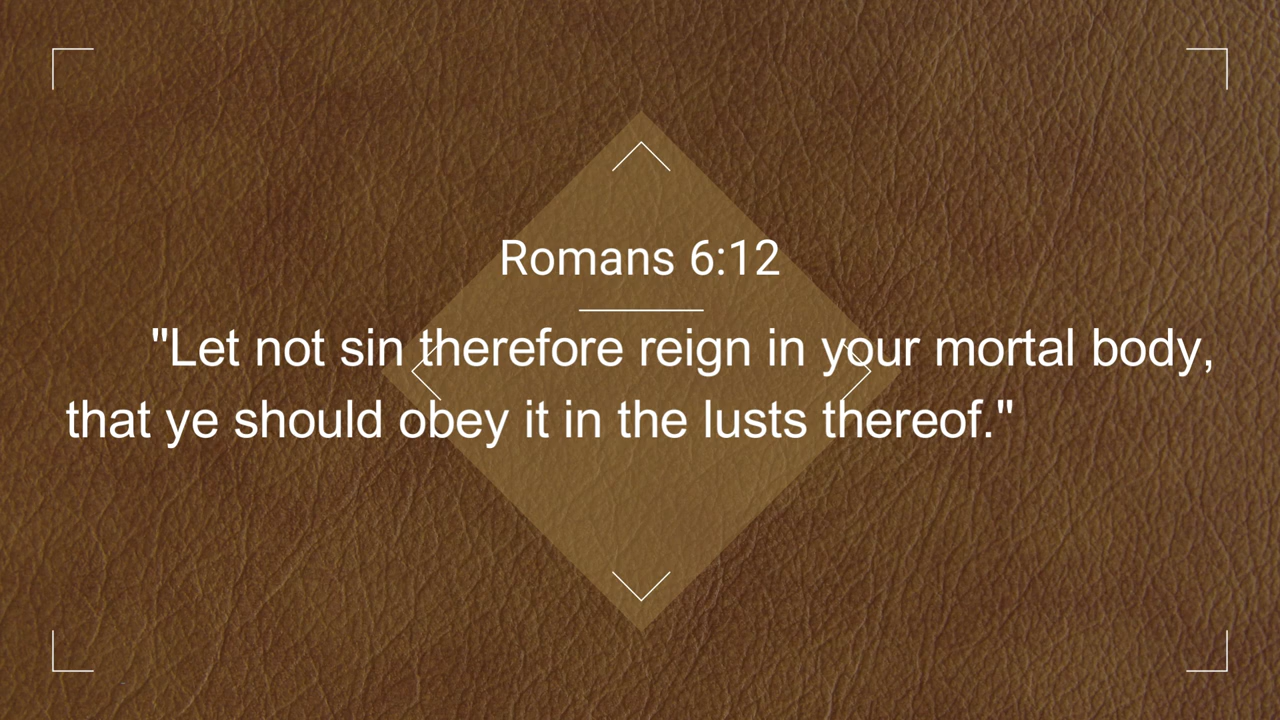 Romans 6:12
"Let not sin therefore reign in your mortal body,
that ye should obey it in the lusts thereof."